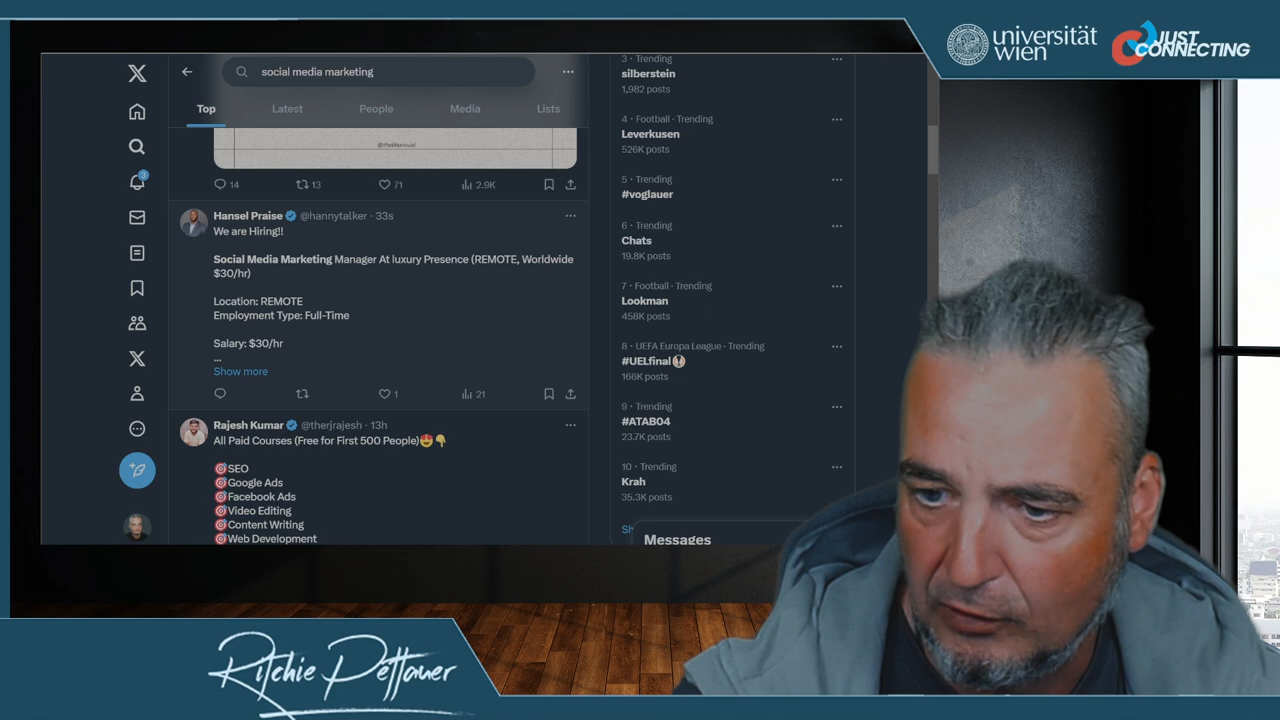 universität
wien
JUST
CONNECTING
social media marketing
Top
Latest
People
Media
Lists
14
13
71
2.9K
Hansel Praise @hannytalker · 33s
We are Hiring!!
Social Media Marketing Manager At luxury Presence (REMOTE, Worldwide
$30/hr)
Location: REMOTE
Employment Type: Full-Time
Salary: $30/hr
...
Show more
1
21
Rajesh Kumar @therjrajesh · 13h
All Paid Courses (Free for First 500 People)
SEO
Google Ads
Facebook Ads
Video Editing
Content Writing
Web Development
3
3 · Trending
silberstein
1,982 posts
4 · Football · Trending
Leverkusen
526K posts
5 · Trending
#voglauer
6 · Trending
Chats
19.8K posts
7 · Football · Trending
Lookman
458K posts
8 · UEFA Europa League · Trending
#UELfinal
166K posts
9 · Trending
#ATAB04
23.7K posts
10 · Trending
Krah
35.3K posts
Messages
Ritchie Pettauer